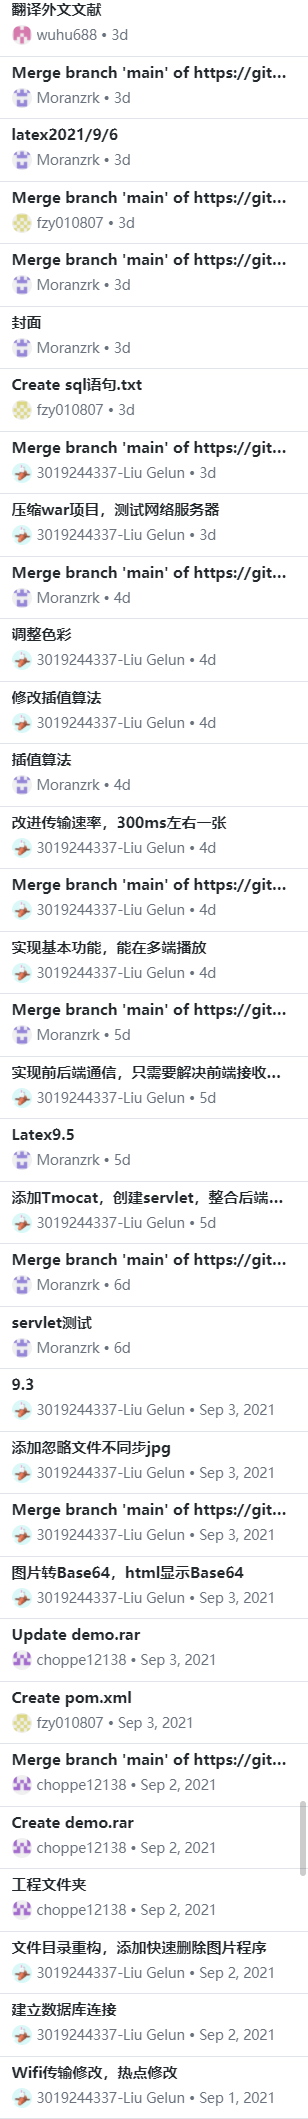 翻译外文文献
wuhu688 • 3d
Merge branch 'main' of https://git...
Moranzrk • 3d
latex2021/9/6
Moranzrk • 3d
Merge branch 'main' of https://git...
fzy010807 • 3d
Merge branch 'main' of https://git...
Moranzrk • 3d
封面
Moranzrk • 3d
Create sql语句.txt
fzy010807 • 3d
Merge branch 'main' of https://git...
3019244337-Liu Gelun • 3d
压缩war项目，测试网络服务器
3019244337-Liu Gelun • 3d
Merge branch 'main' of https://git...
Moranzrk • 4d
调整色彩
3019244337-Liu Gelun • 4d
修改插值算法
3019244337-Liu Gelun • 4d
插值算法
Moranzrk • 4d
改进传输速率，300ms左右一张
3019244337-Liu Gelun • 4d
Merge branch 'main' of https://git...
3019244337-Liu Gelun • 4d
实现基本功能，能在多端播放
3019244337-Liu Gelun • 4d
Merge branch 'main' of https://git...
Moranzrk • 5d
实现前后端通信，只需要解决前端接收...
3019244337-Liu Gelun • 5d
Latex9.5
Moranzrk • 5d
添加Tmocat，创建servlet，整合后端...
3019244337-Liu Gelun • 5d
Merge branch 'main' of https://git...
Moranzrk • 6d
servlet测试
Moranzrk • 6d
9.3
3019244337-Liu Gelun • Sep 3, 2021
添加忽略文件不同步jpg
3019244337-Liu Gelun • Sep 3, 2021
Merge branch 'main' of https://git...
3019244337-Liu Gelun • Sep 3, 2021
图片转Base64，html显示Base64
3019244337-Liu Gelun • Sep 3, 2021
Update demo.rar
choppe12138 • Sep 3, 2021
Create pom.xml
fzy010807 • Sep 3, 2021
Merge branch 'main' of https://git...
choppe12138 • Sep 2, 2021
Create demo.rar
choppe12138 • Sep 2, 2021
工程文件夹
choppe12138 • Sep 2, 2021
文件目录重构，添加快速删除图片程序
3019244337-Liu Gelun • Sep 2, 2021
建立数据库连接
3019244337-Liu Gelun • Sep 2, 2021
Wifi传输修改，热点修改
3019244337-Liu Gelun • Sep 1, 2021